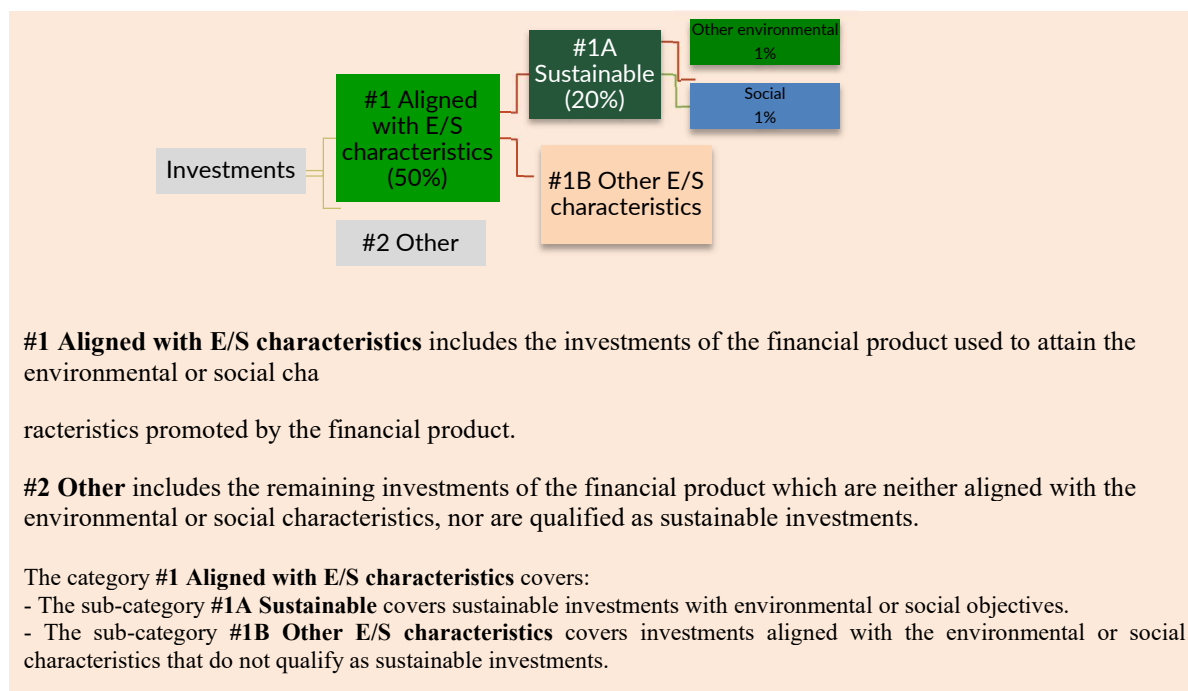 Other environmental
1%
#1A
Sustainable
(20%)
Social
1%
#1 Aligned
with E/S
characteristics
(50%)
Investments
#1B Other E/S
characteristics
#2 Other
#1 Aligned with E/S characteristics includes the investments of the financial product used to attain the
environmental or social cha
racteristics promoted by the financial product.
#2 Other includes the remaining investments of the financial product which are neither aligned with the
environmental or social characteristics, nor are qualified as sustainable investments.
The category #1 Aligned with E/S characteristics covers:
- The sub-category #1A Sustainable covers sustainable investments with environmental or social objectives.
- The sub-category #1B Other E/S characteristics covers investments aligned with the environmental or social
characteristics that do not qualify as sustainable investments.